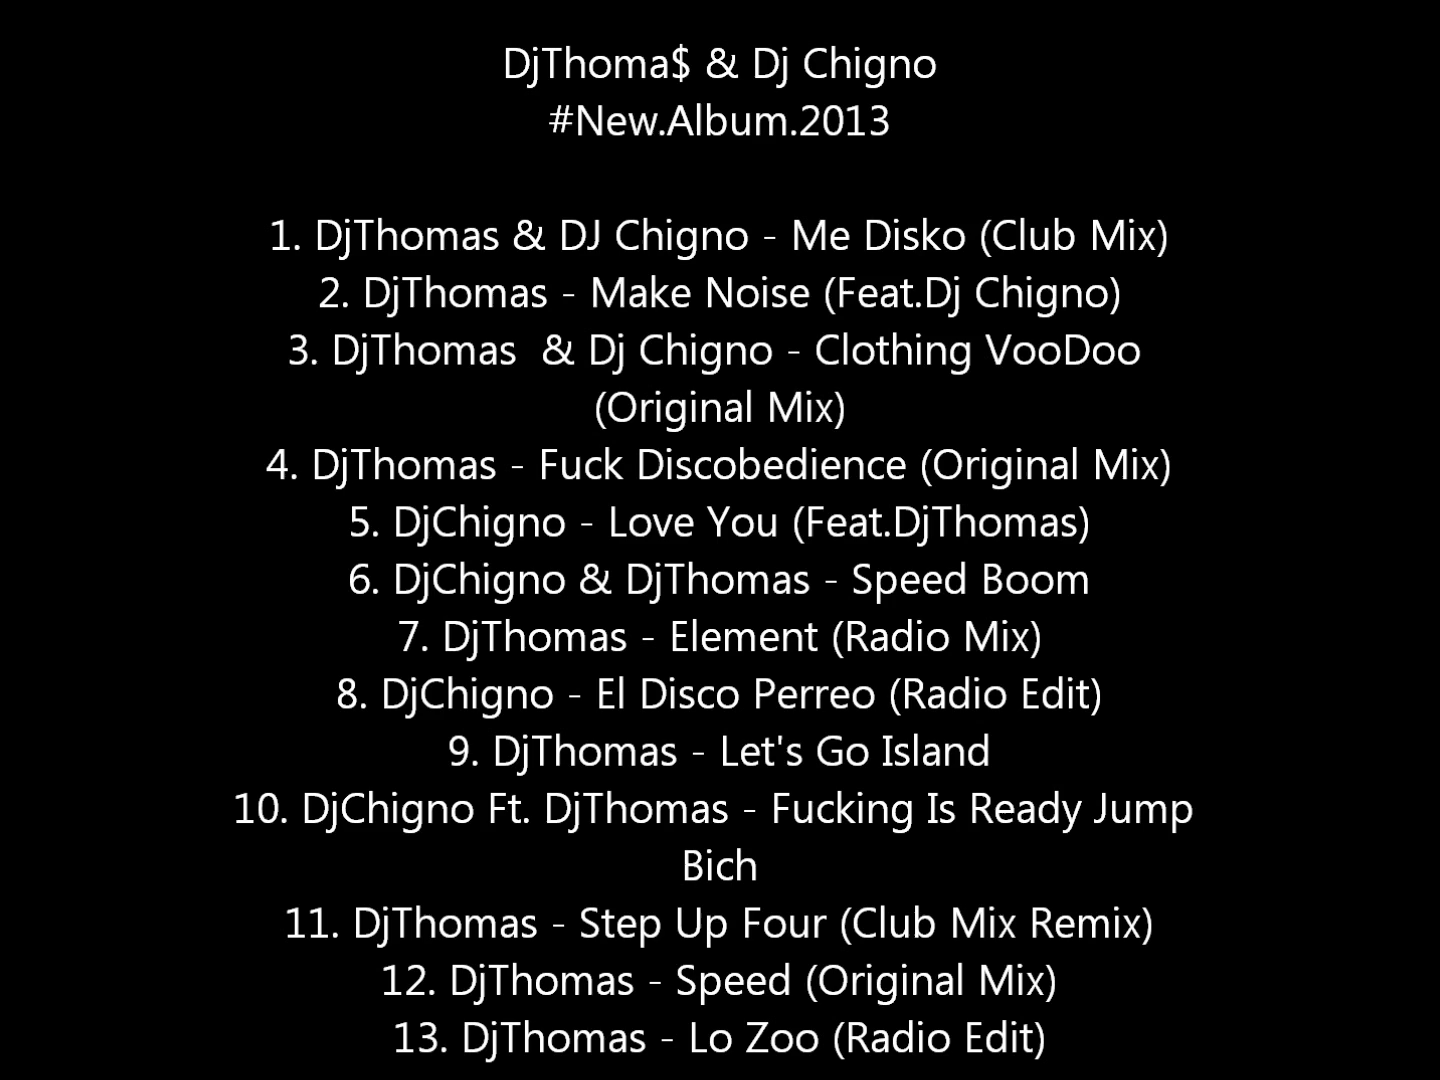 DjThoma$ & Dj Chigno
#New.Album.2013
1. DjThomas & DJ Chigno - Me Disko (Club Mix)
2. DjThomas - Make Noise (Feat.Dj Chigno)
3. DjThomas  & Dj Chigno - Clothing VooDoo
(Original Mix)
4. DjThomas - Fuck Discobedience (Original Mix)
5. DjChigno - Love You (Feat.DjThomas)
6. DjChigno & DjThomas - Speed Boom
7. DjThomas - Element (Radio Mix)
8. DjChigno - El Disco Perreo (Radio Edit)
9. DjThomas - Let's Go Island
10. DjChigno Ft. DjThomas - Fucking Is Ready Jump
Bich
11. DjThomas - Step Up Four (Club Mix Remix)
12. DjThomas - Speed (Original Mix)
13. DjThomas - Lo Zoo (Radio Edit)